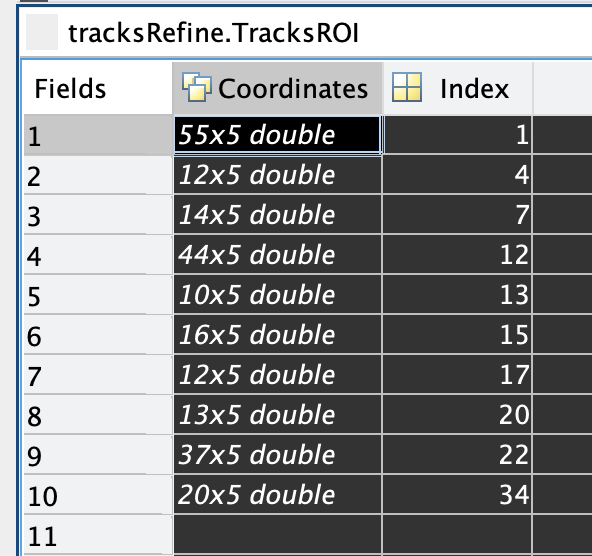 tracksRefine.TracksROI
Fields Coordinates Index
1 55x5 double 1
2 12x5 double 4
3 14x5 double 7
4 44x5 double 12
5 10x5 double 13
6 16x5 double 15
7 12x5 double 17
8 13x5 double 20
9 37x5 double 22
10 20x5 double 34
11